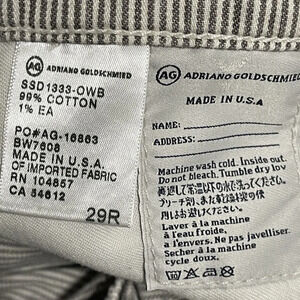 AG ADRIANO GOLDSCHMIED
SSD1333-OWB
99% COTTON
1% EA
PO#AG-16863
BW7608
MADE IN U.S.A.
OF IMPORTED FABRIC
RN 104857
CA 54612
29R
AG ADRIANO GOLDSCHMIED
MADE IN U.S.A
NAME:
ADDRESS:
Machine wash cold. Inside out.
Do not bleach. Tumble dry low
Laver à la machine
à l'eau froide,
a l'envers. Ne pas javelliser.
Sechage a la machine
cycle doux.